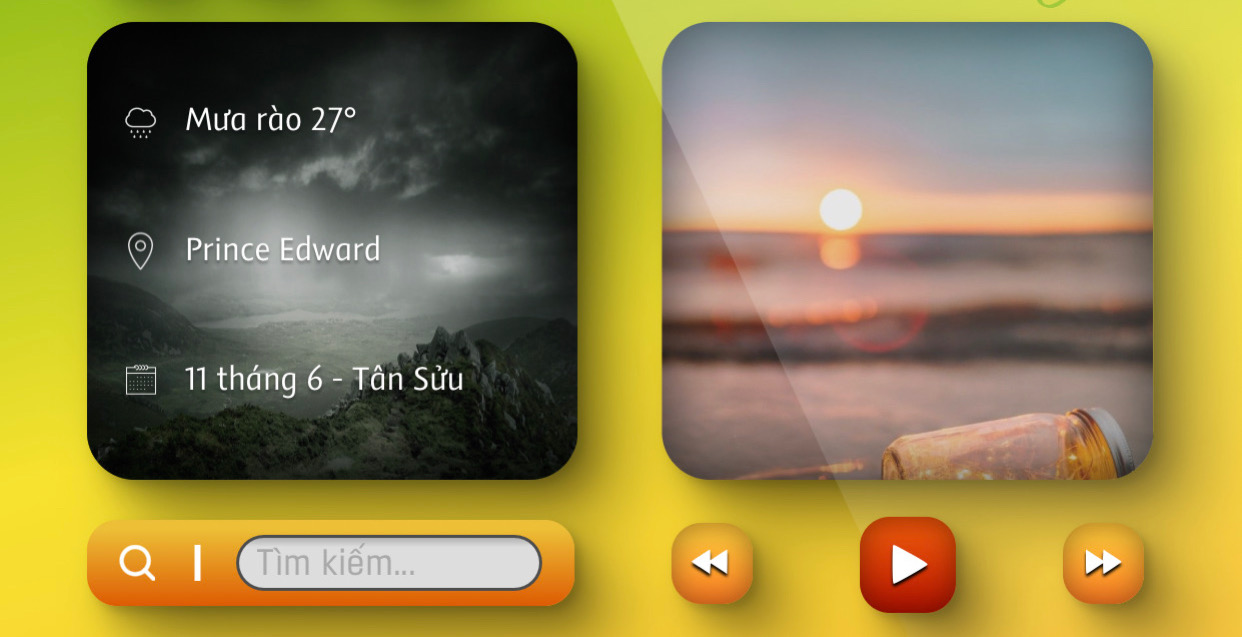 Mưa rào 27°
Prince Edward
11 tháng 6 - Tân Sửu
Tìm kiếm...